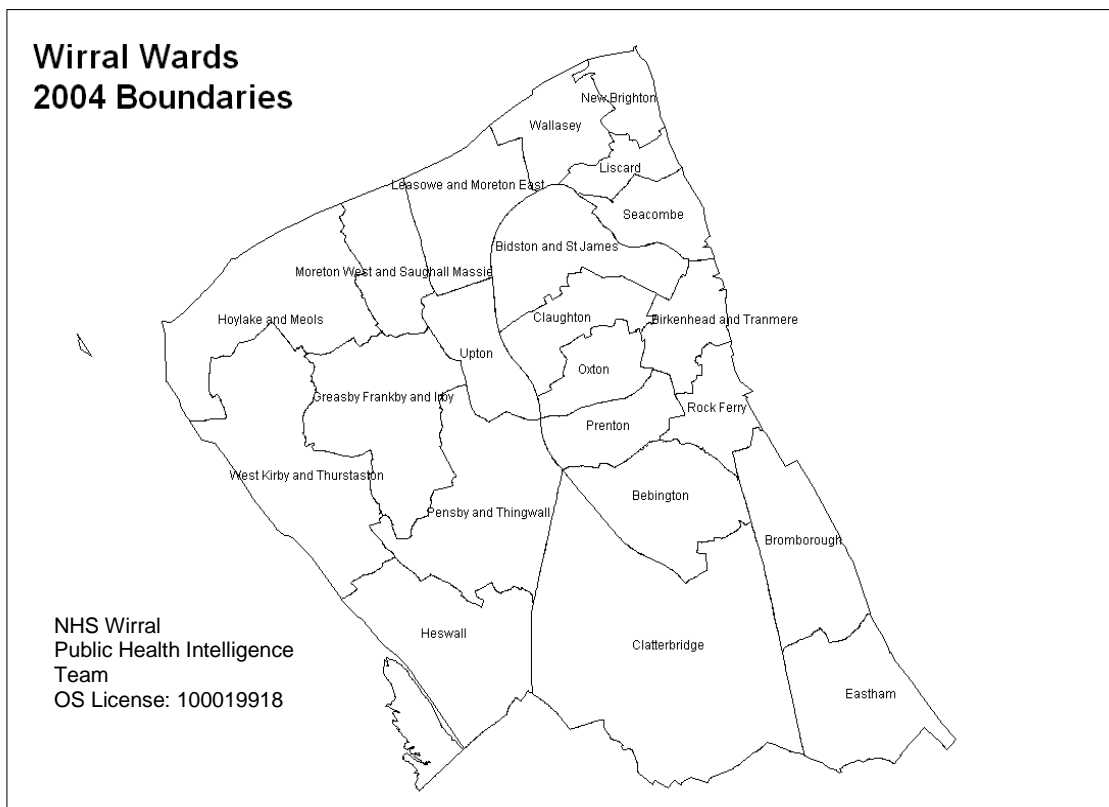 Wirral Wards
2004 Boundaries
New Brighton
Wallasey
Liscard
Leasowe and Moreton East
Seacombe
Bidston and St James
Moreton West and Saughall Massie
Hoylake and Meols
Claughton
Birkenhead and Tranmere
Upton
Oxton
Greasby Frankby and Irby
Rock Ferry
Prenton
West Kirby and Thurstaston
Bebington
Pensby and Thingwall
Bromborough
Heswall
Clatterbridge
Eastham
NHS Wirral
Public Health Intelligence
Team
OS License: 100019918